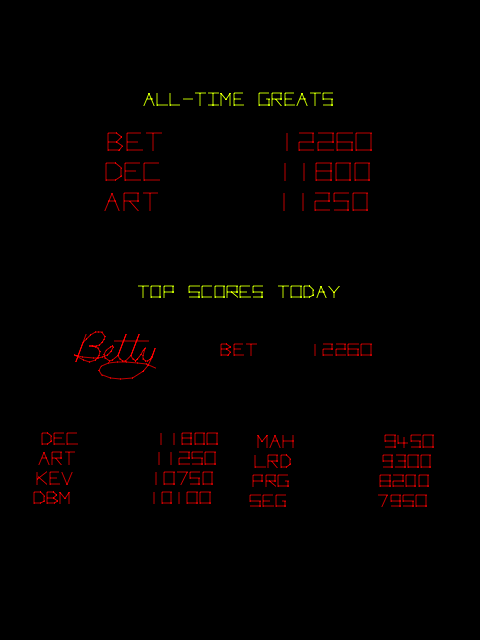 ALL-TIME GREATS
BET 12260
DEC 11800
ART 11250
TOP SCORES TODAY
Betty BET 12260
DEC 11800 MAH 9450
ART 11250 LRD 9300
KEV 10750 PRG 8200
DBM 10100 SEG 7950